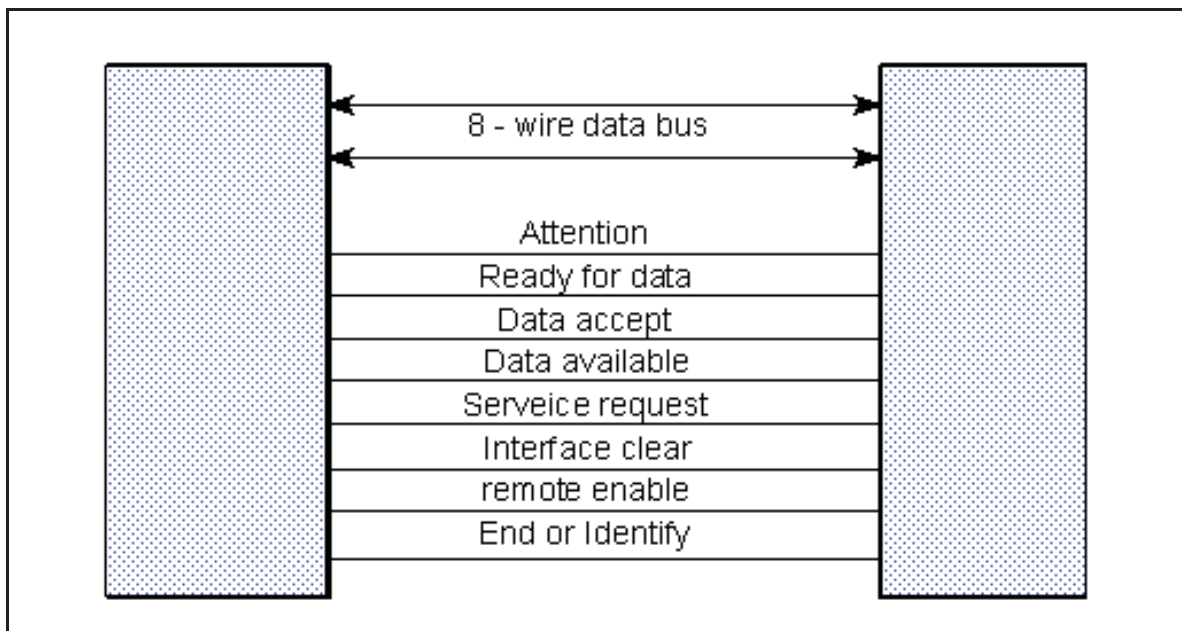 8 - wire data bus
Attention
Ready for data
Data accept
Data available
Serveice request
Interface clear
remote enable
End or Identify